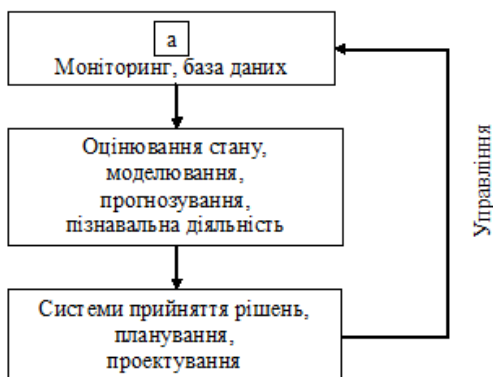 а
Моніторинг, база даних
Оцінювання стану,
моделювання,
прогнозування,
пізнавальна діяльність
Системи прийняття рішень,
планування,
проектування
Управління